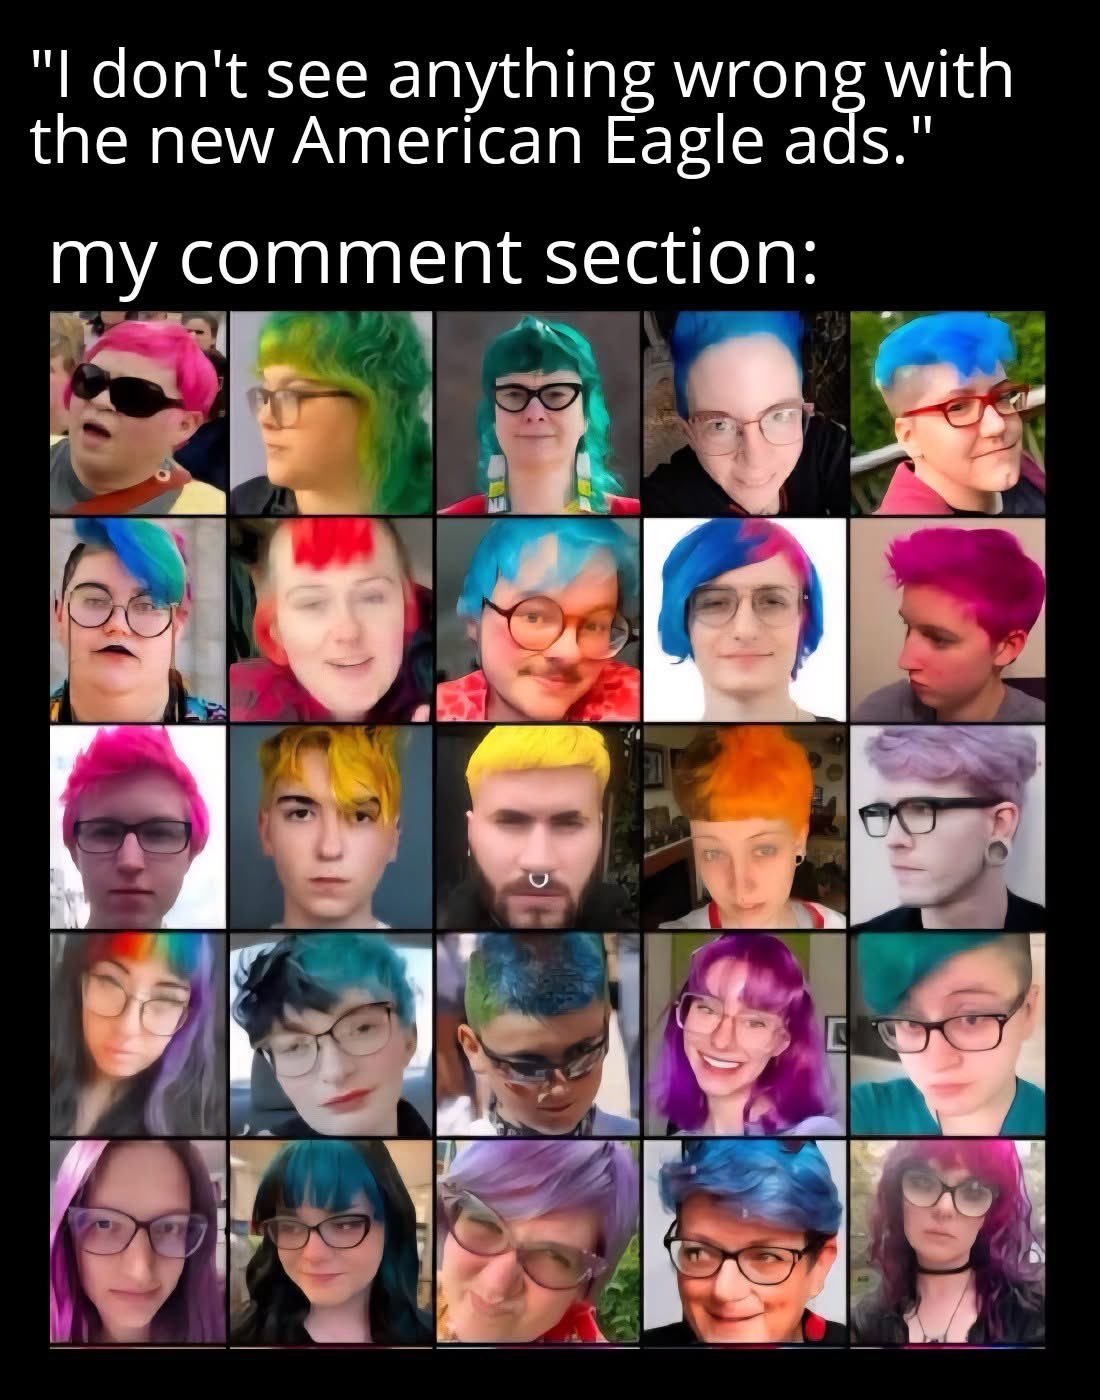 "I don't see anything wrong with
the new American Eagle ads."
my comment section: